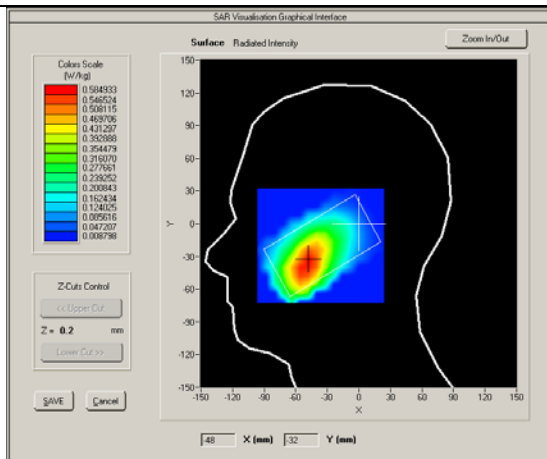 SAR Visualisation Graphical Interface
Surface Radiated Intensity
Zoom In/Out
Colors Scale
(W/kg)
0.584933
0.546524
0.508115
0.469706
0.431297
0.392888
0.354479
0.316070
0.277661
0.239252
0.200843
0.162434
0.124025
0.085616
0.047207
0.008798
Z-Cuts Control
<< Upper Cut
Z = 0.2 mm
Lower Cut >>
SAVE Cancel
150
120
90
60
30
0
-30
-60
-90
-120
-150
Y
-150 -120 -90 -60 -30 0 30 60 90 120 150
X
-48 X (mm) -32 Y (mm)